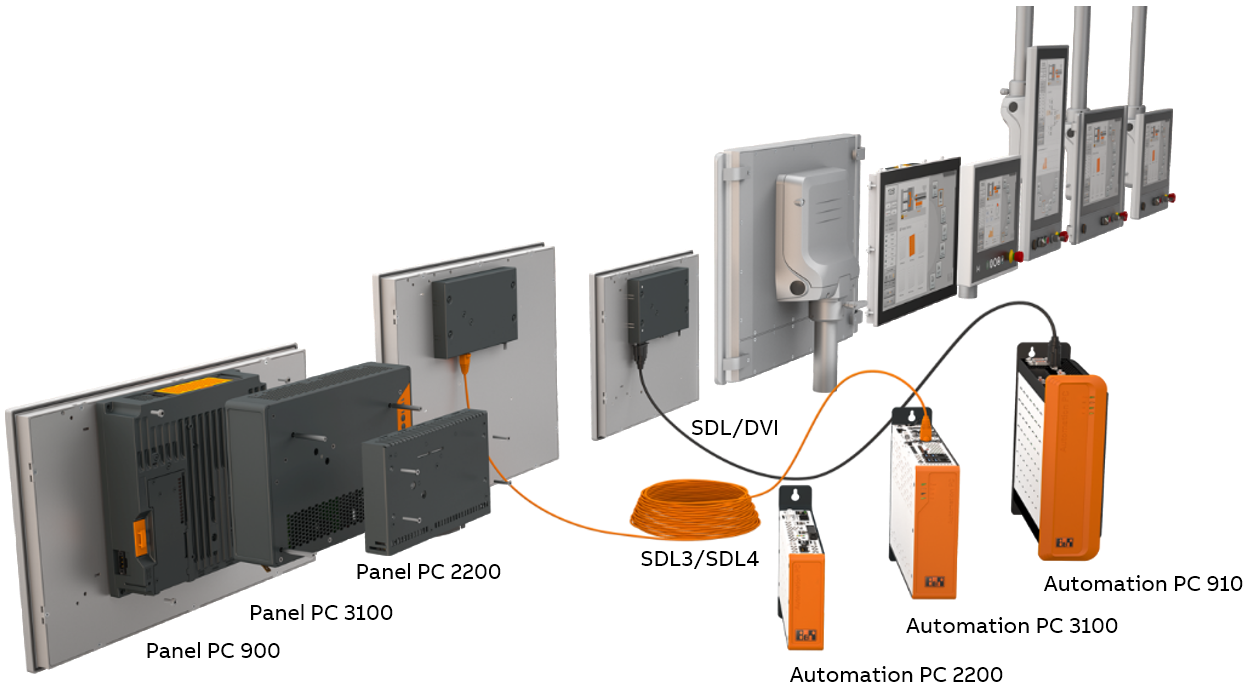 SDL/DVI
SDL3/SDL4
Panel PC 2200
Panel PC 3100
Panel PC 900
Automation PC 910
Automation PC 3100
Automation PC 2200